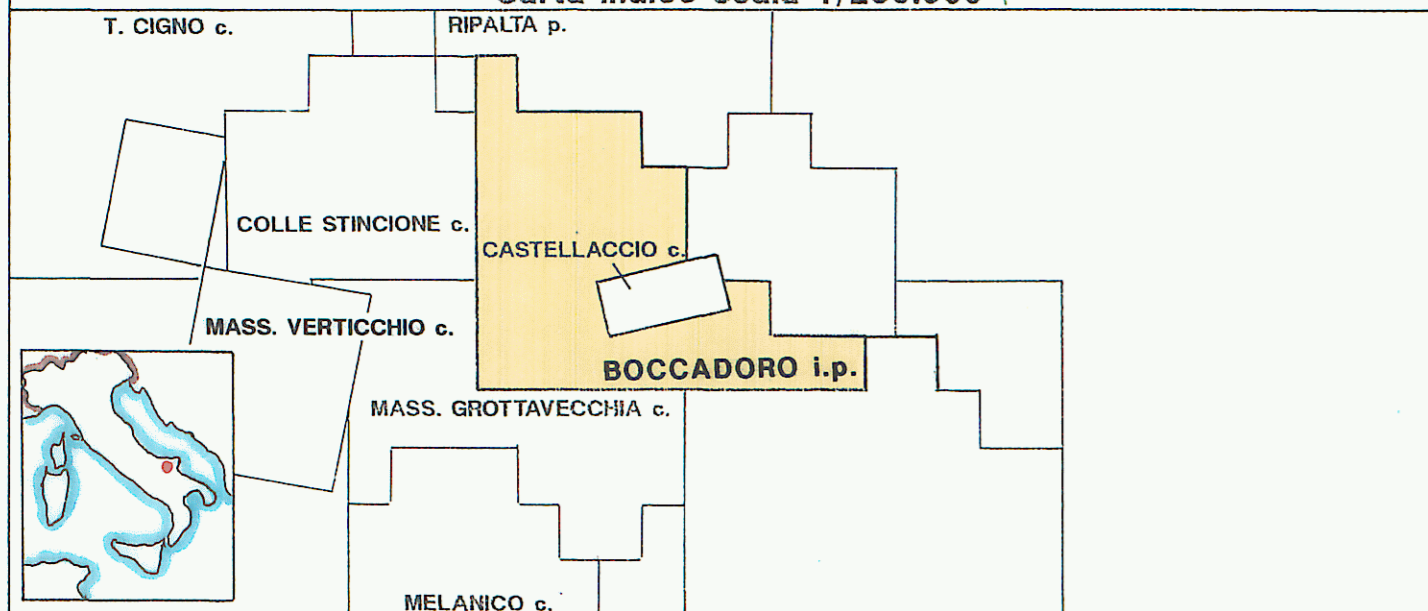 T. CIGNO c.
RIPALTA p.
COLLE STINCIONE c.
CASTELLACCIO c.
MASS. VERTICCHIO c.
BOCCADORO i.p.
MASS. GROTTAVECCHIA c.
MELANICO c.